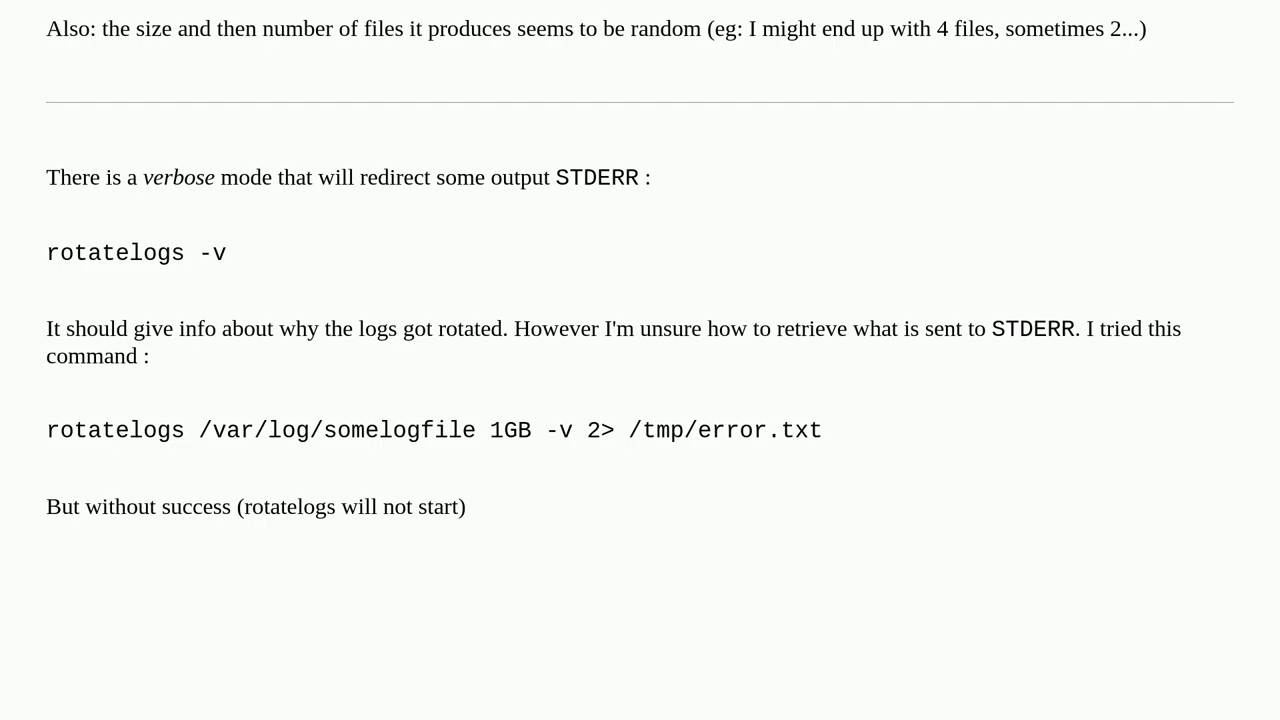 Also: the size and then number of files it produces seems to be random (eg: I might end up with 4 files, sometimes 2...)
There is a verbose mode that will redirect some output STDERR :
rotatelogs -v
It should give info about why the logs got rotated. However I'm unsure how to retrieve what is sent to STDERR. I tried this
command :
rotatelogs /var/log/somelogfile 1GB -v 2> /tmp/error.txt
But without success (rotatelogs will not start)